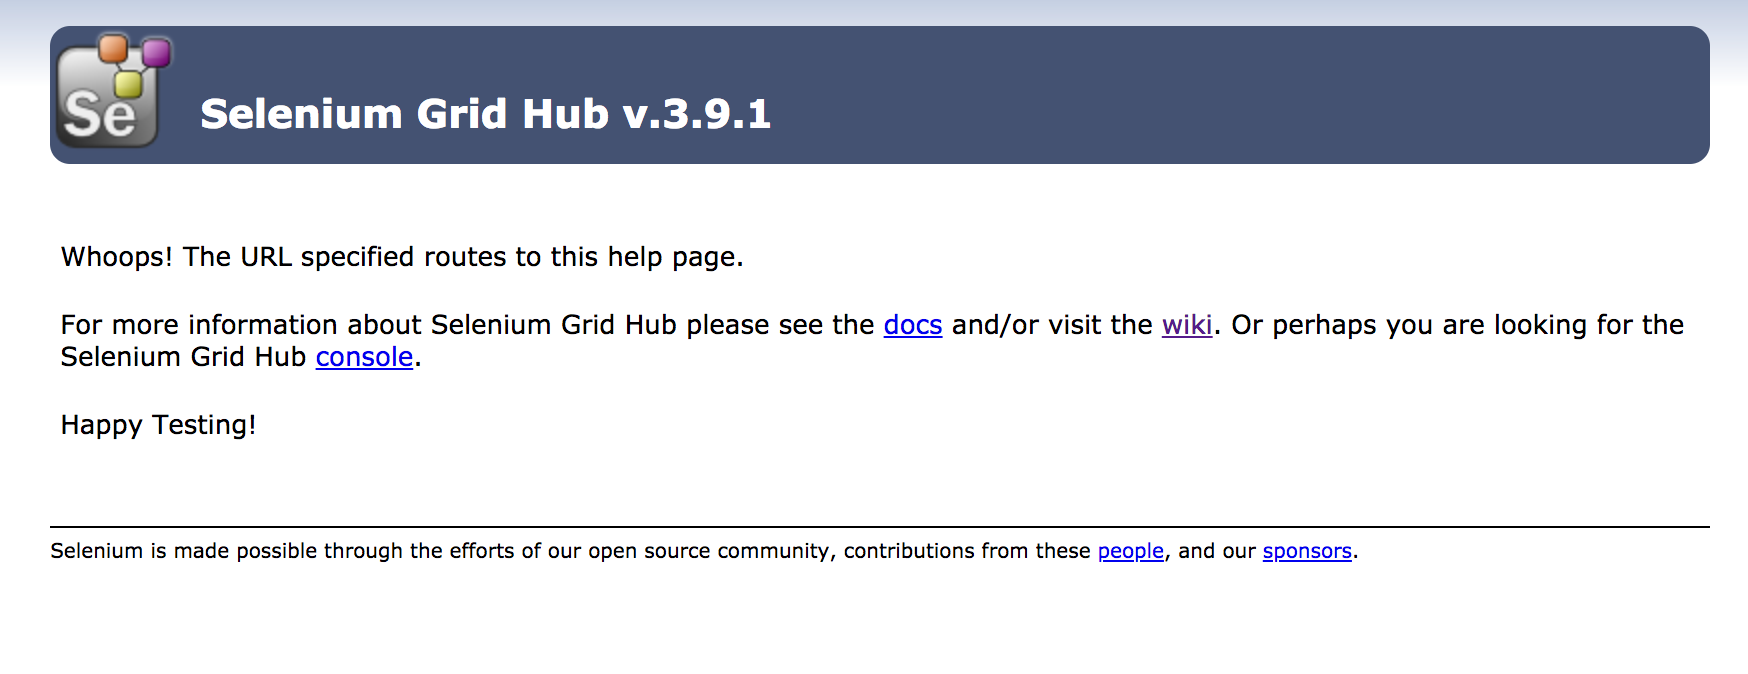 Se
Selenium Grid Hub v.3.9.1
Whoops! The URL specified routes to this help page.
For more information about Selenium Grid Hub please see the docs and/or visit the wiki. Or perhaps you are looking for the
Selenium Grid Hub console.
Happy Testing!
Selenium is made possible through the efforts of our open source community, contributions from these people, and our sponsors.